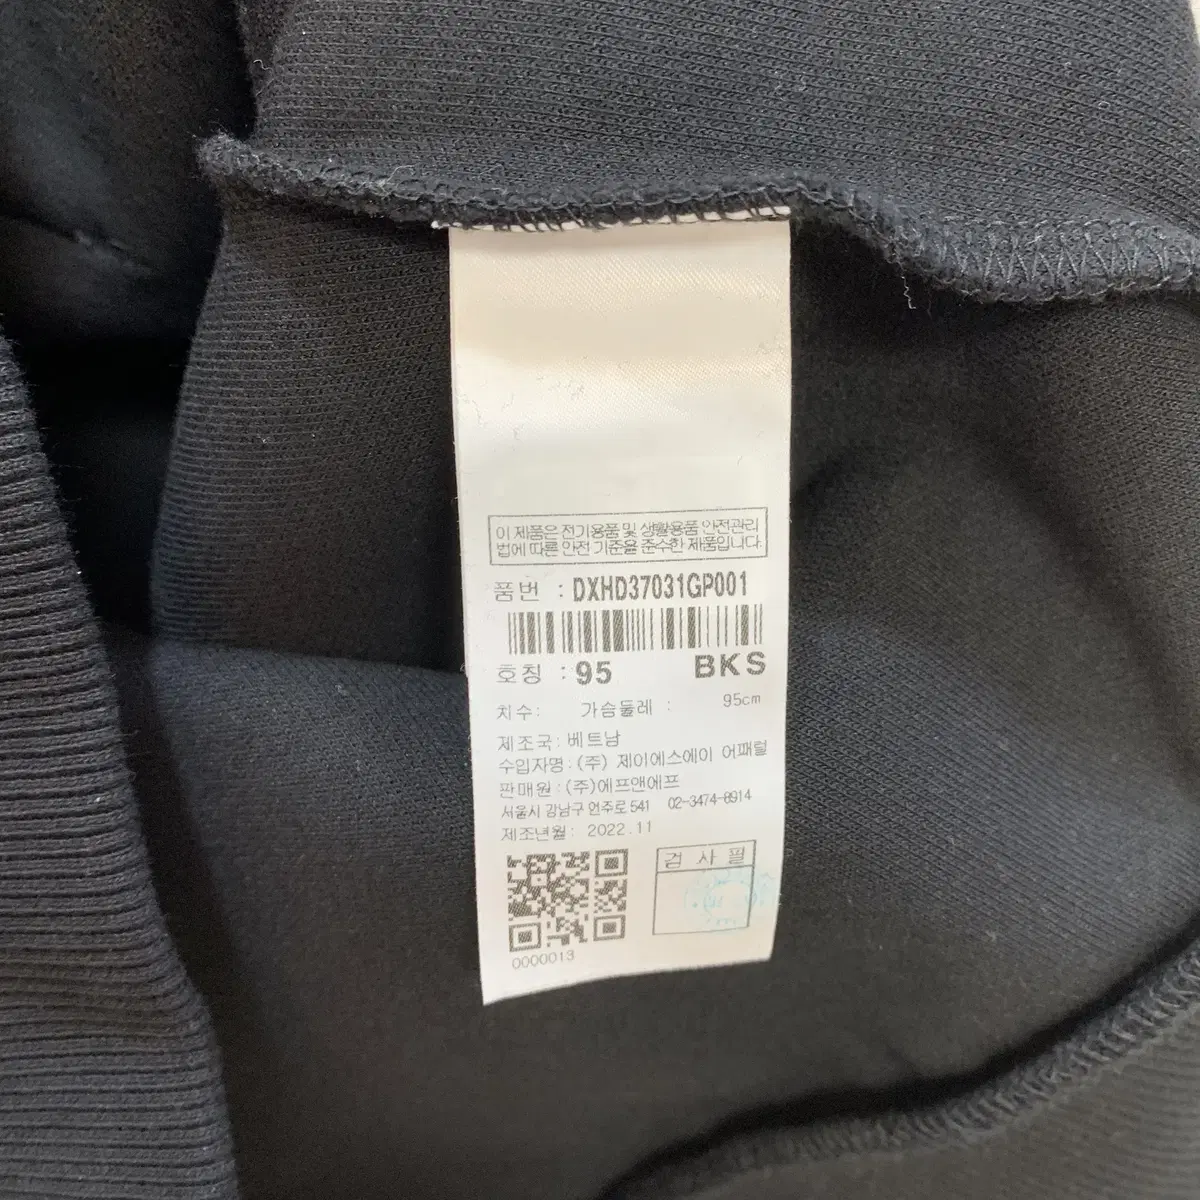 이 제품은 전기용품 및 생활용품 안전관리
법에 따른 안전 기준을 준수한 제품입니다.
품번 : DXHD37031GP001
호칭 : 95 BKS
치수: 가슴둘레 : 95cm
제조국: 베트남
수입자명: (주) 제이에스에이 어패럴
판매원 : (주)에프앤에프
서울시 강남구 언주로 541 02-3474-8914
제조년월: 2022.11
검 사 필
0000013